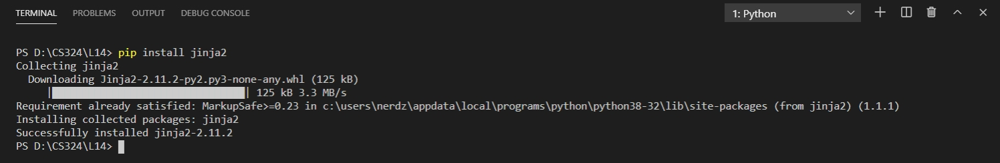 TERMINAL PROBLEMS OUTPUT DEBUG CONSOLE 1: Python
PS D:\CS324\L14> pip install jinja2
Collecting jinja2
Downloading Jinja2-2.11.2-py2.py3-none-any.whl (125 kB)
|████████████████████████████████| 125 kB 3.3 MB/s
Requirement already satisfied: MarkupSafe>=0.23 in c:\users\nerdz\appdata\local\programs\python\python38-32\lib\site-packages (from jinja2) (1.1.1)
Installing collected packages: jinja2
Successfully installed jinja2-2.11.2
PS D:\CS324\L14>